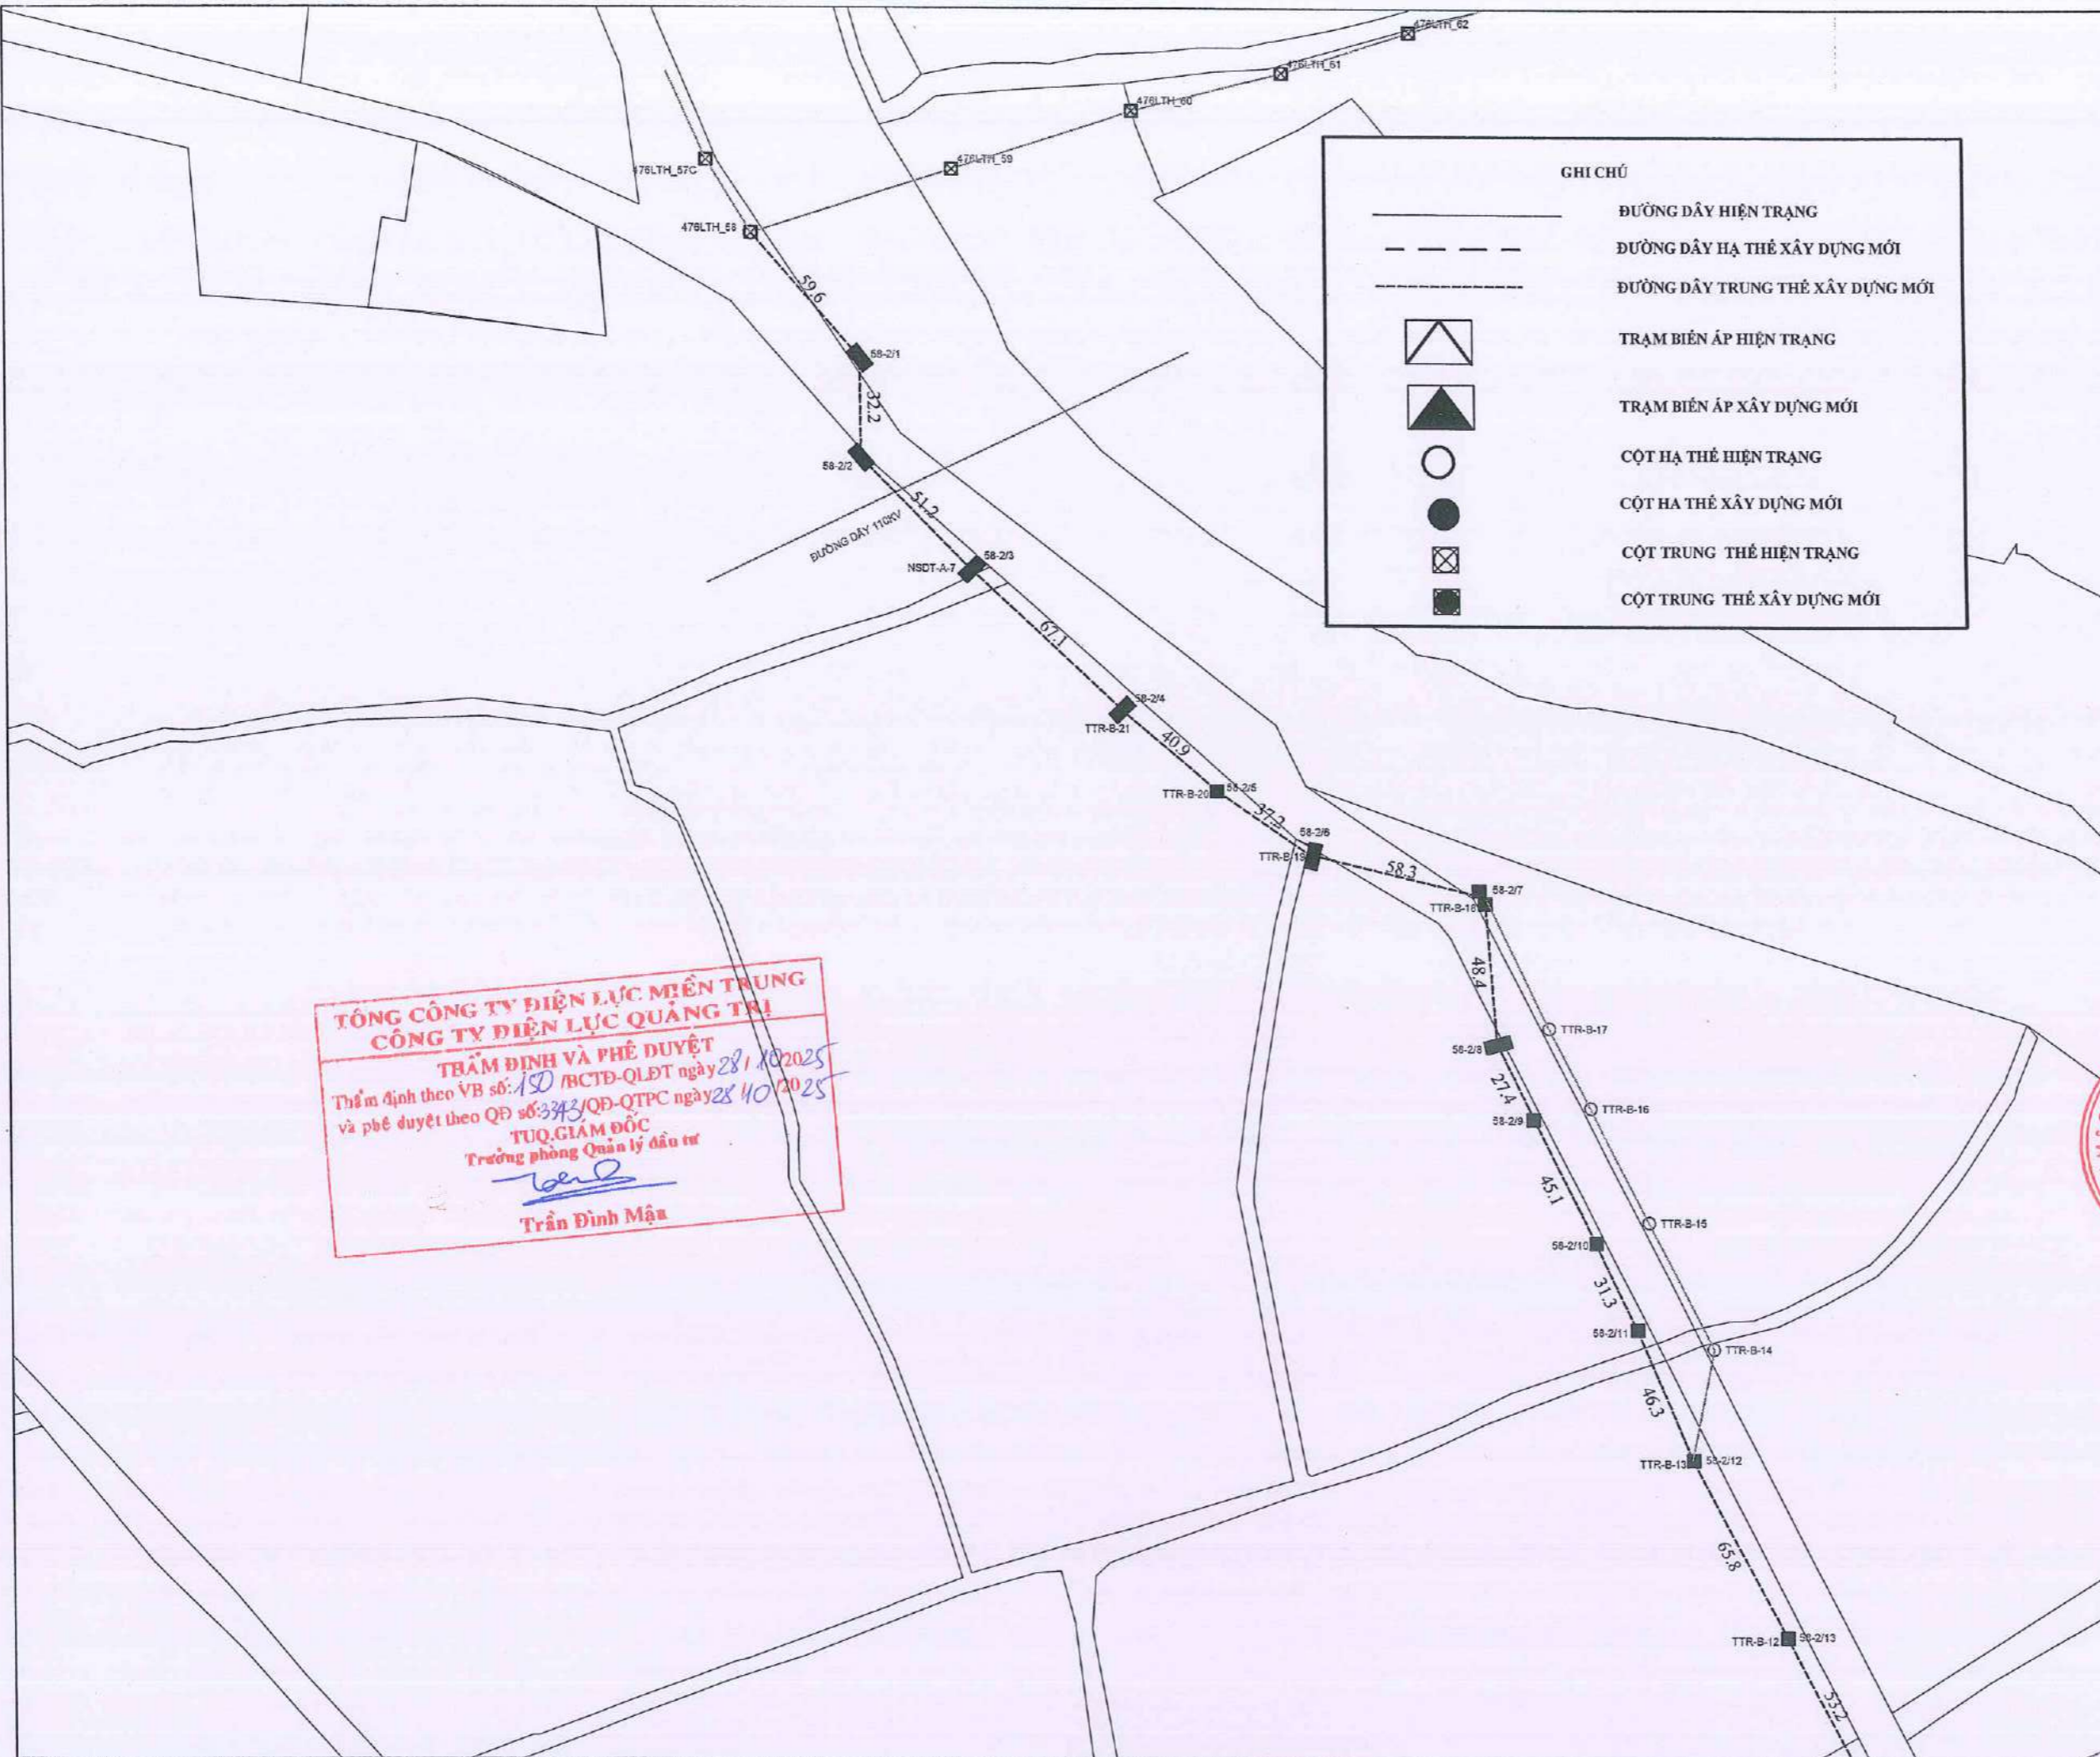 476LTH_62
476LTH_61
476LTH_60
476LTH_59
476LTH_57C
476LTH_58
59.6
58-2/1
32.2
58-2/2
51.2
ĐƯỜNG DÂY 110KV
58-2/3
NSDT-A-7
67.1
58-2/4
TTR-B-21
40.9
TTR-B-20
58-2/5
37.2
58-2/6
TTR-B-19
58.3
58-2/7
TTR-B-18
48.4
TTR-B-17
58-2/8
27.4
TTR-B-16
58-2/9
45.1
TTR-B-15
58-2/10
31.3
58-2/11
TTR-B-14
46.3
TTR-B-13
58-2/12
65.8
TTR-B-12
58-2/13
53.2
GHI CHÚ
ĐƯỜNG DÂY HIỆN TRẠNG
ĐƯỜNG DÂY HẠ THẾ XÂY DỰNG MỚI
ĐƯỜNG DÂY TRUNG THẾ XÂY DỰNG MỚI
TRẠM BIẾN ÁP HIỆN TRẠNG
TRẠM BIẾN ÁP XÂY DỰNG MỚI
CỘT HẠ THẾ HIỆN TRẠNG
CỘT HẠ THẾ XÂY DỰNG MỚI
CỘT TRUNG THẾ HIỆN TRẠNG
CỘT TRUNG THẾ XÂY DỰNG MỚI
TỔNG CÔNG TY ĐIỆN LỰC MIỀN TRUNG
CÔNG TY ĐIỆN LỰC QUẢNG TRỊ
THẨM ĐỊNH VÀ PHÊ DUYỆT
Thẩm định theo VB số: 150 /BCTĐ-QLĐT ngày 28 / 10/2025
và phê duyệt theo QĐ số: 3343/QĐ-QTPC ngày 28/10/2025
TUQ.GIÁM ĐỐC
Trưởng phòng Quản lý đầu tư
Trần Đình Mậu